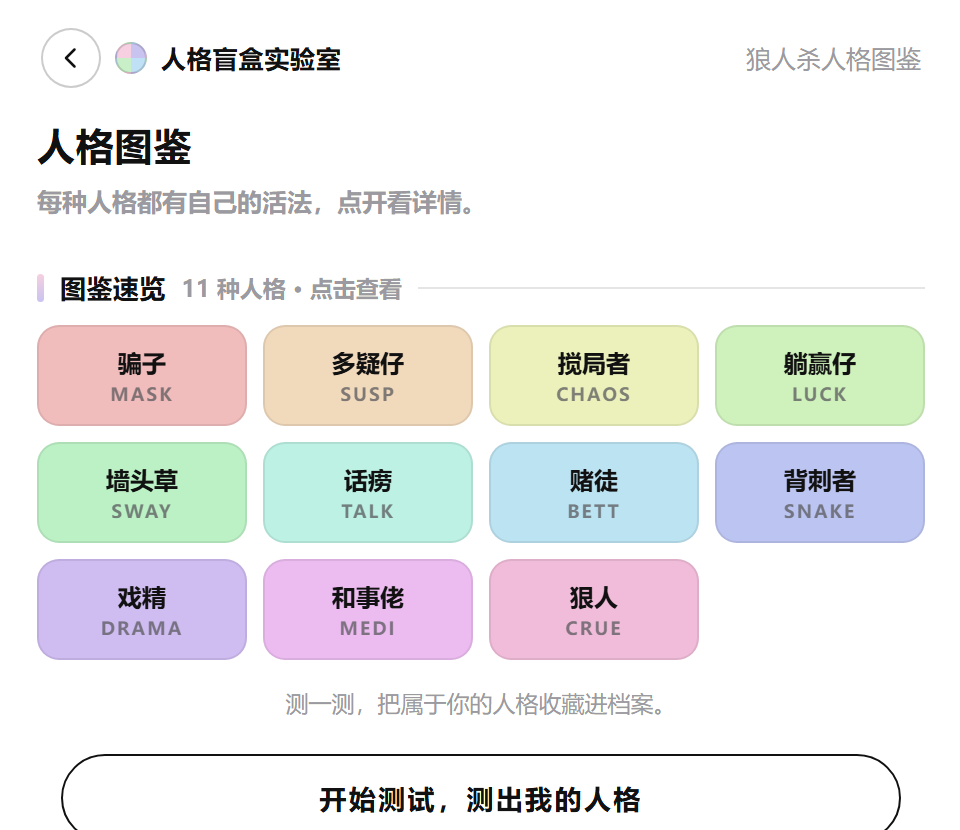 人格盲盒实验室
狼人杀人格图鉴
人格图鉴
每种人格都有自己的活法，点开看详情。
图鉴速览 11 种人格 • 点击查看
骗子
MASK
多疑仔
SUSP
搅局者
CHAOS
躺赢仔
LUCK
墙头草
SWAY
话痨
TALK
赌徒
BETT
背刺者
SNAKE
戏精
DRAMA
和事佬
MEDI
狠人
CRUE
测一测，把属于你的人格收藏进档案。
开始测试，测出我的人格